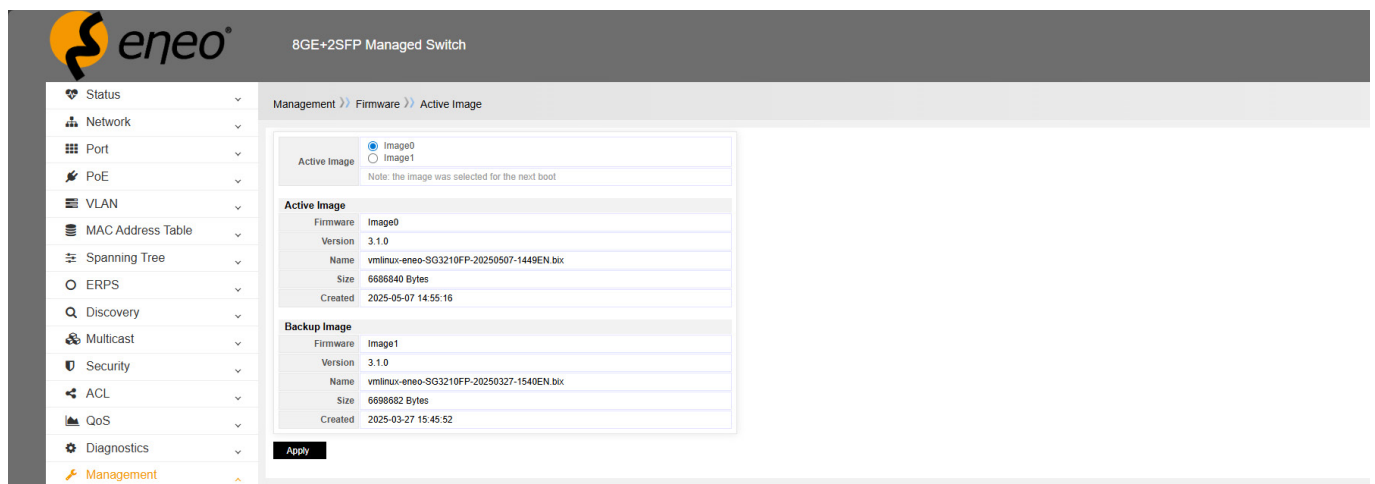 eneo®
8GE+2SFP Managed Switch
Status
Network
Port
PoE
VLAN
MAC Address Table
Spanning Tree
ERPS
Discovery
Multicast
Security
ACL
QoS
Diagnostics
Management
Management 》 Firmware 》 Active Image
Active Image
Image0
Image1
Note: the image was selected for the next boot
Active Image
Firmware Image0
Version 3.1.0
Name vmlinux-eneo-SG3210FP-20250507-1449EN.bix
Size 6686840 Bytes
Created 2025-05-07 14:55:16
Backup Image
Firmware Image1
Version 3.1.0
Name vmlinux-eneo-SG3210FP-20250327-1540EN.bix
Size 6698682 Bytes
Created 2025-03-27 15:45:52
Apply